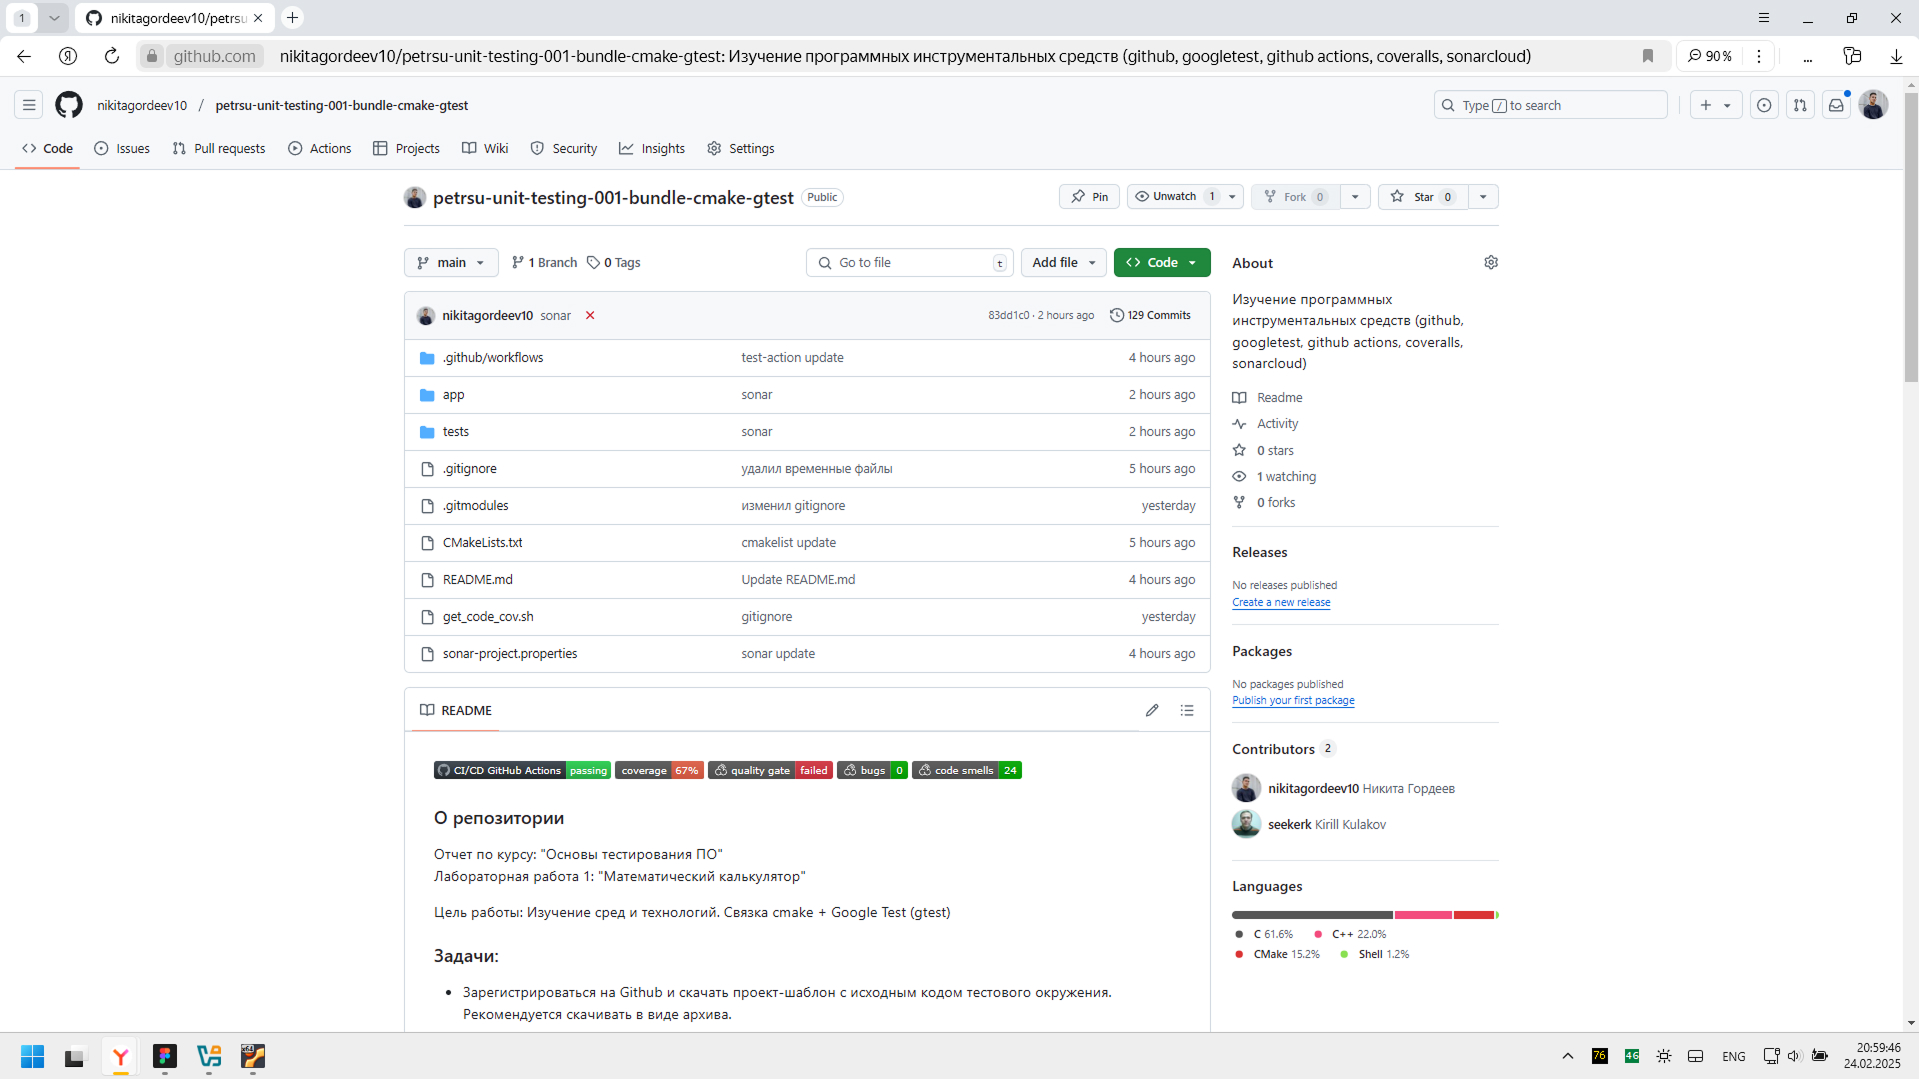 1
nikitagordeev10/petrsu
github.com
nikitagordeev10/petrsu-unit-testing-001-bundle-cmake-gtest: Изучение программных инструментальных средств (github, googletest, github actions, coveralls, sonarcloud)
90 %
nikitagordeev10 / petrsu-unit-testing-001-bundle-cmake-gtest
Type / to search
Code
Issues
Pull requests
Actions
Projects
Wiki
Security
Insights
Settings
petrsu-unit-testing-001-bundle-cmake-gtest
Public
Pin
Unwatch 1
Fork 0
Star 0
main
1 Branch
0 Tags
Go to file
t
Add file
Code
nikitagordeev10 sonar
83dd1c0 · 2 hours ago
129 Commits
.github/workflows test-action update 4 hours ago
app sonar 2 hours ago
tests sonar 2 hours ago
.gitignore удалил временные файлы 5 hours ago
.gitmodules изменил gitignore yesterday
CMakeLists.txt cmakelist update 5 hours ago
README.md Update README.md 4 hours ago
get_code_cov.sh gitignore yesterday
sonar-project.properties sonar update 4 hours ago
README
CI/CD GitHub Actions passing coverage 67% quality gate failed bugs 0 code smells 24
О репозитории
Отчет по курсу: "Основы тестирования ПО"
Лабораторная работа 1: "Математический калькулятор"
Цель работы: Изучение сред и технологий. Связка cmake + Google Test (gtest)
Задачи:
• Зарегистрироваться на Github и скачать проект-шаблон с исходным кодом тестового окружения.
Рекомендуется скачивать в виде архива.
About
Изучение программных
инструментальных средств (github,
googletest, github actions, coveralls,
sonarcloud)
Readme
Activity
0 stars
1 watching
0 forks
Releases
No releases published
Create a new release
Packages
No packages published
Publish your first package
Contributors 2
nikitagordeev10 Никита Гордеев
seekerk Kirill Kulakov
Languages
C 61.6% C++ 22.0%
CMake 15.2% Shell 1.2%
x64
76
46
ENG
20:59:46
24.02.2025